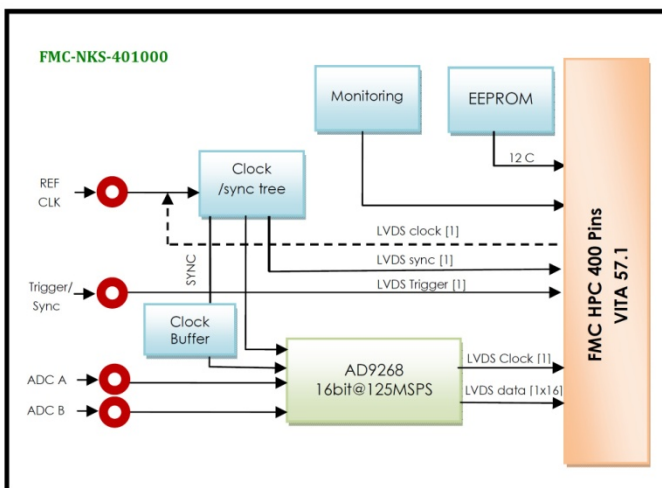 FMC-NKS-401000
Monitoring
EEPROM
12 C
REF
CLK
Clock
/sync tree
LVDS clock [1]
SYNC
LVDS sync [1]
Trigger/
Sync
LVDS Trigger [1]
Clock
Buffer
AD9268
16bit@125MSPS
LVDS Clock [1]
LVDS data [1x16]
ADC A
ADC B
FMC HPC 400 Pins
VITA 57.1